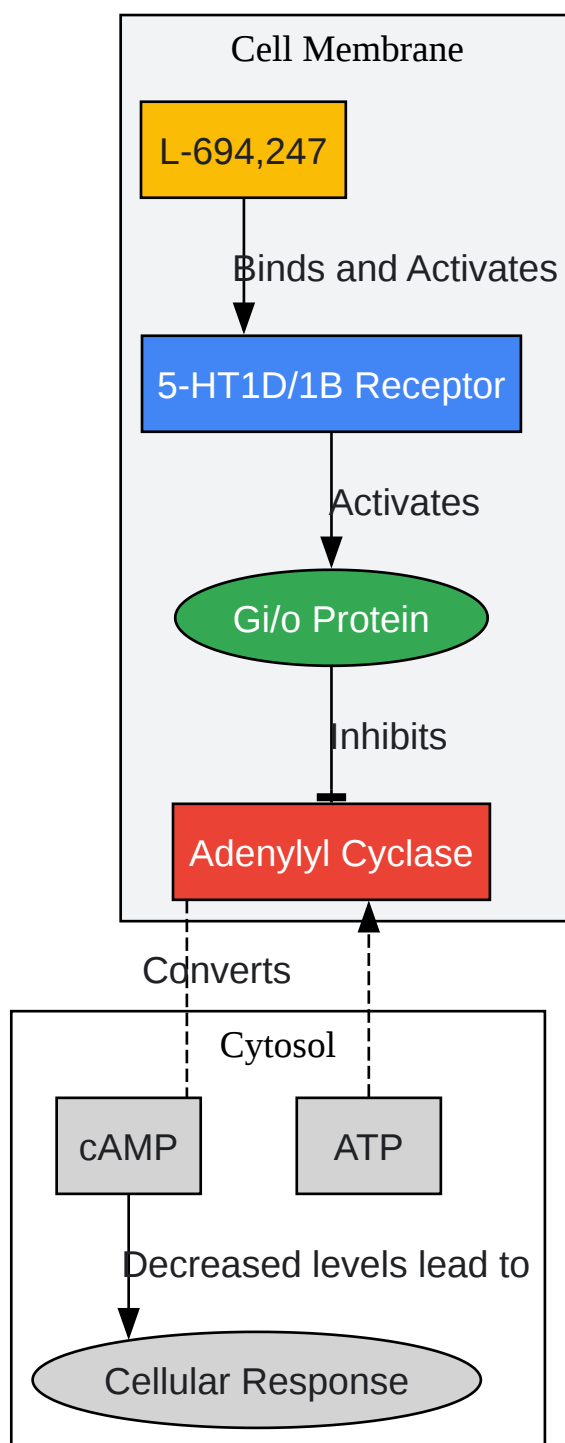 Cell Membrane
L-694,247
Binds and Activates
5-HT1D/1B Receptor
Activates
Gi/o Protein
Inhibits
Adenylyl Cyclase
Converts
Cytosol
cAMP
ATP
Decreased levels lead to
Cellular Response